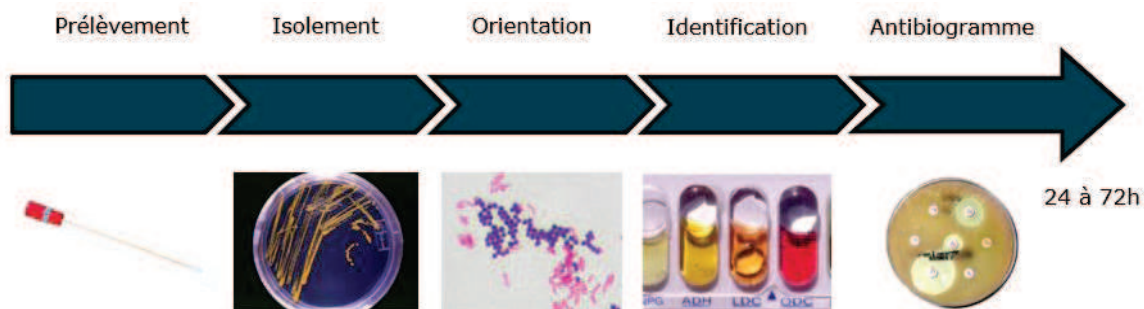 Prélèvement
Isolement
Orientation
Identification
Antibiogramme
24 à 72h
ADH
LDC
ODC